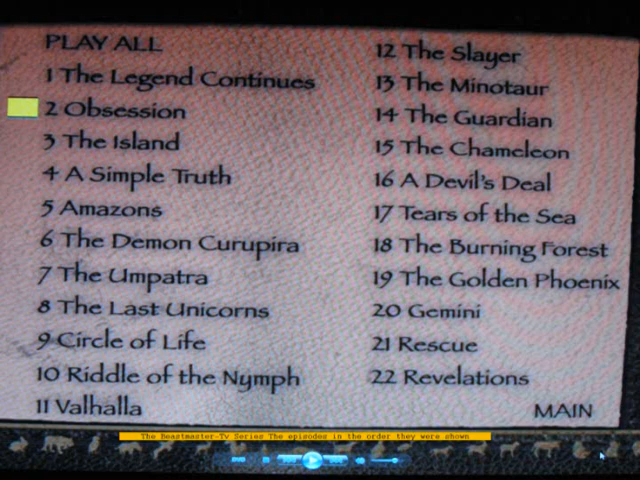 PLAY ALL
1 The Legend Continues
2 Obsession
3 The Island
4 A Simple Truth
5 Amazons
6 The Demon Curupira
7 The Umpatra
8 The Last Unicorns
9 Circle of Life
10 Riddle of the Nymph
11 Valhalla
12 The Slayer
13 The Minotaur
14 The Guardian
15 The Chameleon
16 A Devil's Deal
17 Tears of the Sea
18 The Burning Forest
19 The Golden Phoenix
20 Gemini
21 Rescue
22 Revelations
MAIN
The Beastmaster-Tv Series The episodes in the order they were shown